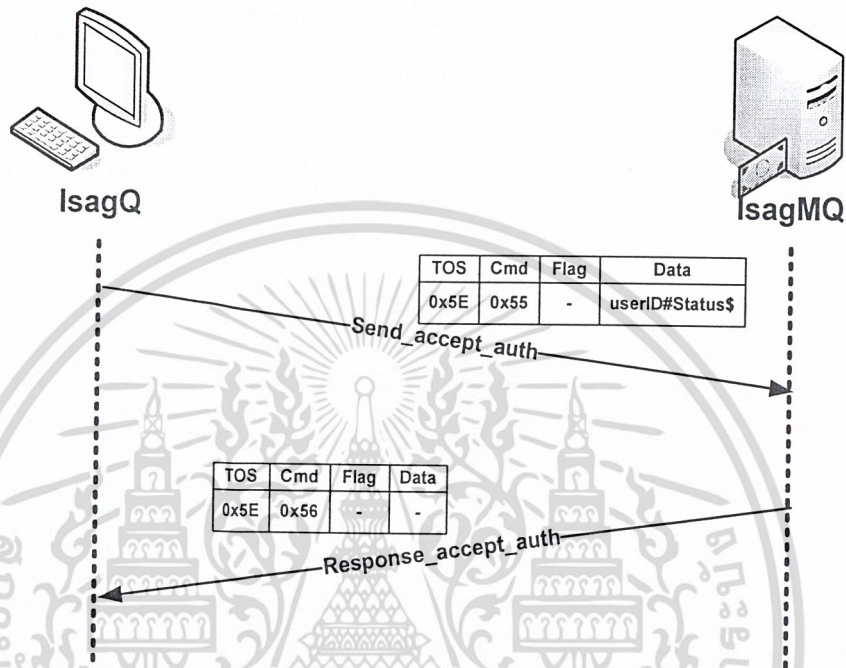 IsagQ
IsagMQ
TOS Cmd Flag Data
0x5E 0x55 - userID#Status$
Send_accept_auth
TOS Cmd Flag Data
0x5E 0x56 - -
Response_accept_auth